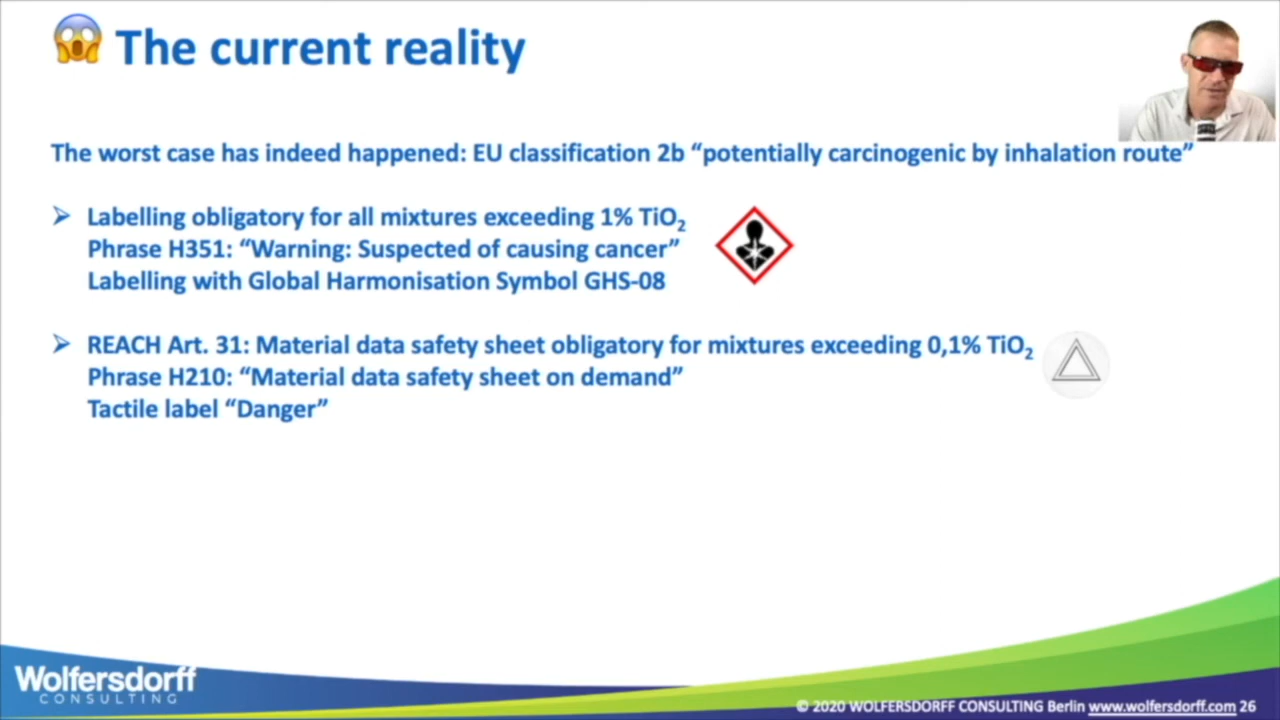 The current reality
The worst case has indeed happened: EU classification 2b “potentially carcinogenic by inhalation route”
Labelling obligatory for all mixtures exceeding 1% TiO₂
Phrase H351: “Warning: Suspected of causing cancer”
Labelling with Global Harmonisation Symbol GHS-08
REACH Art. 31: Material data safety sheet obligatory for mixtures exceeding 0,1% TiO₂
Phrase H210: “Material data safety sheet on demand”
Tactile label “Danger”
Wolfersdorff
CONSULTING
© 2020 WOLFERSDORFF CONSULTING Berlin www.wolfersdorff.com 26